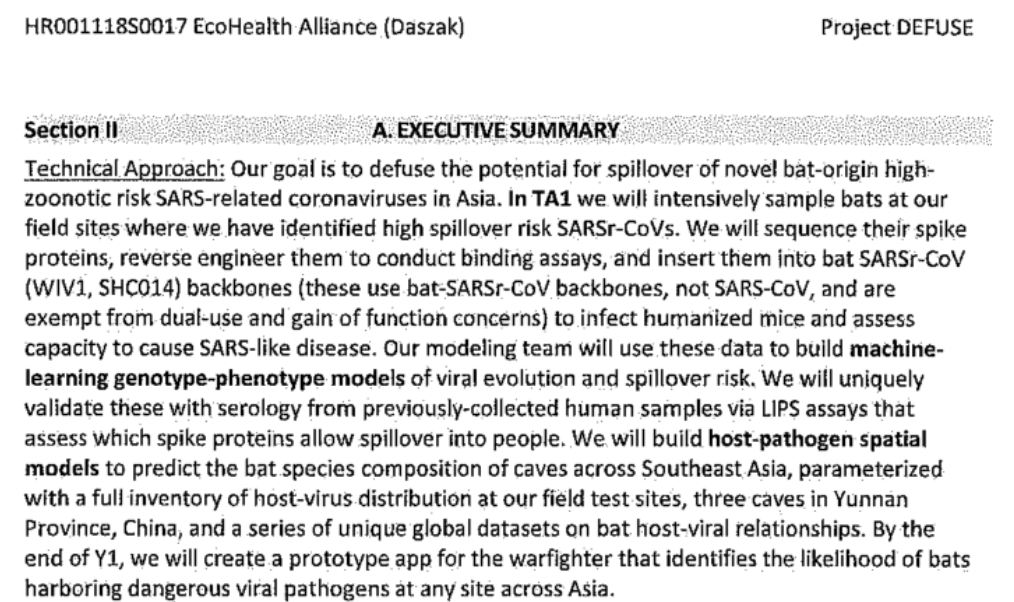 HR001118S0017 EcoHealth Alliance (Daszak) Project DEFUSE
Section II A. EXECUTIVE SUMMARY
Technical Approach: Our goal is to defuse the potential for spillover of novel bat-origin high-
zoonotic risk SARS-related coronaviruses in Asia. In TA1 we will intensively sample bats at our
field sites where we have identified high spillover risk SARSr-CoVs. We will sequence their spike
proteins, reverse engineer them to conduct binding assays, and insert them into bat SARSr-CoV
(WIV1, SHC014) backbones (these use bat-SARSr-CoV backbones, not SARS-CoV, and are
exempt from dual-use and gain of function concerns) to infect humanized mice and assess
capacity to cause SARS-like disease. Our modeling team will use these data to build machine-
learning genotype-phenotype models of viral evolution and spillover risk. We will uniquely
validate these with serology from previously-collected human samples via LIPS assays that
assess which spike proteins allow spillover into people. We will build host-pathogen spatial
models to predict the bat species composition of caves across Southeast Asia, parameterized
with a full inventory of host-virus distribution at our field test sites, three caves in Yunnan
Province, China, and a series of unique global datasets on bat host-viral relationships. By the
end of Y1, we will create a prototype app for the warfighter that identifies the likelihood of bats
harboring dangerous viral pathogens at any site across Asia.